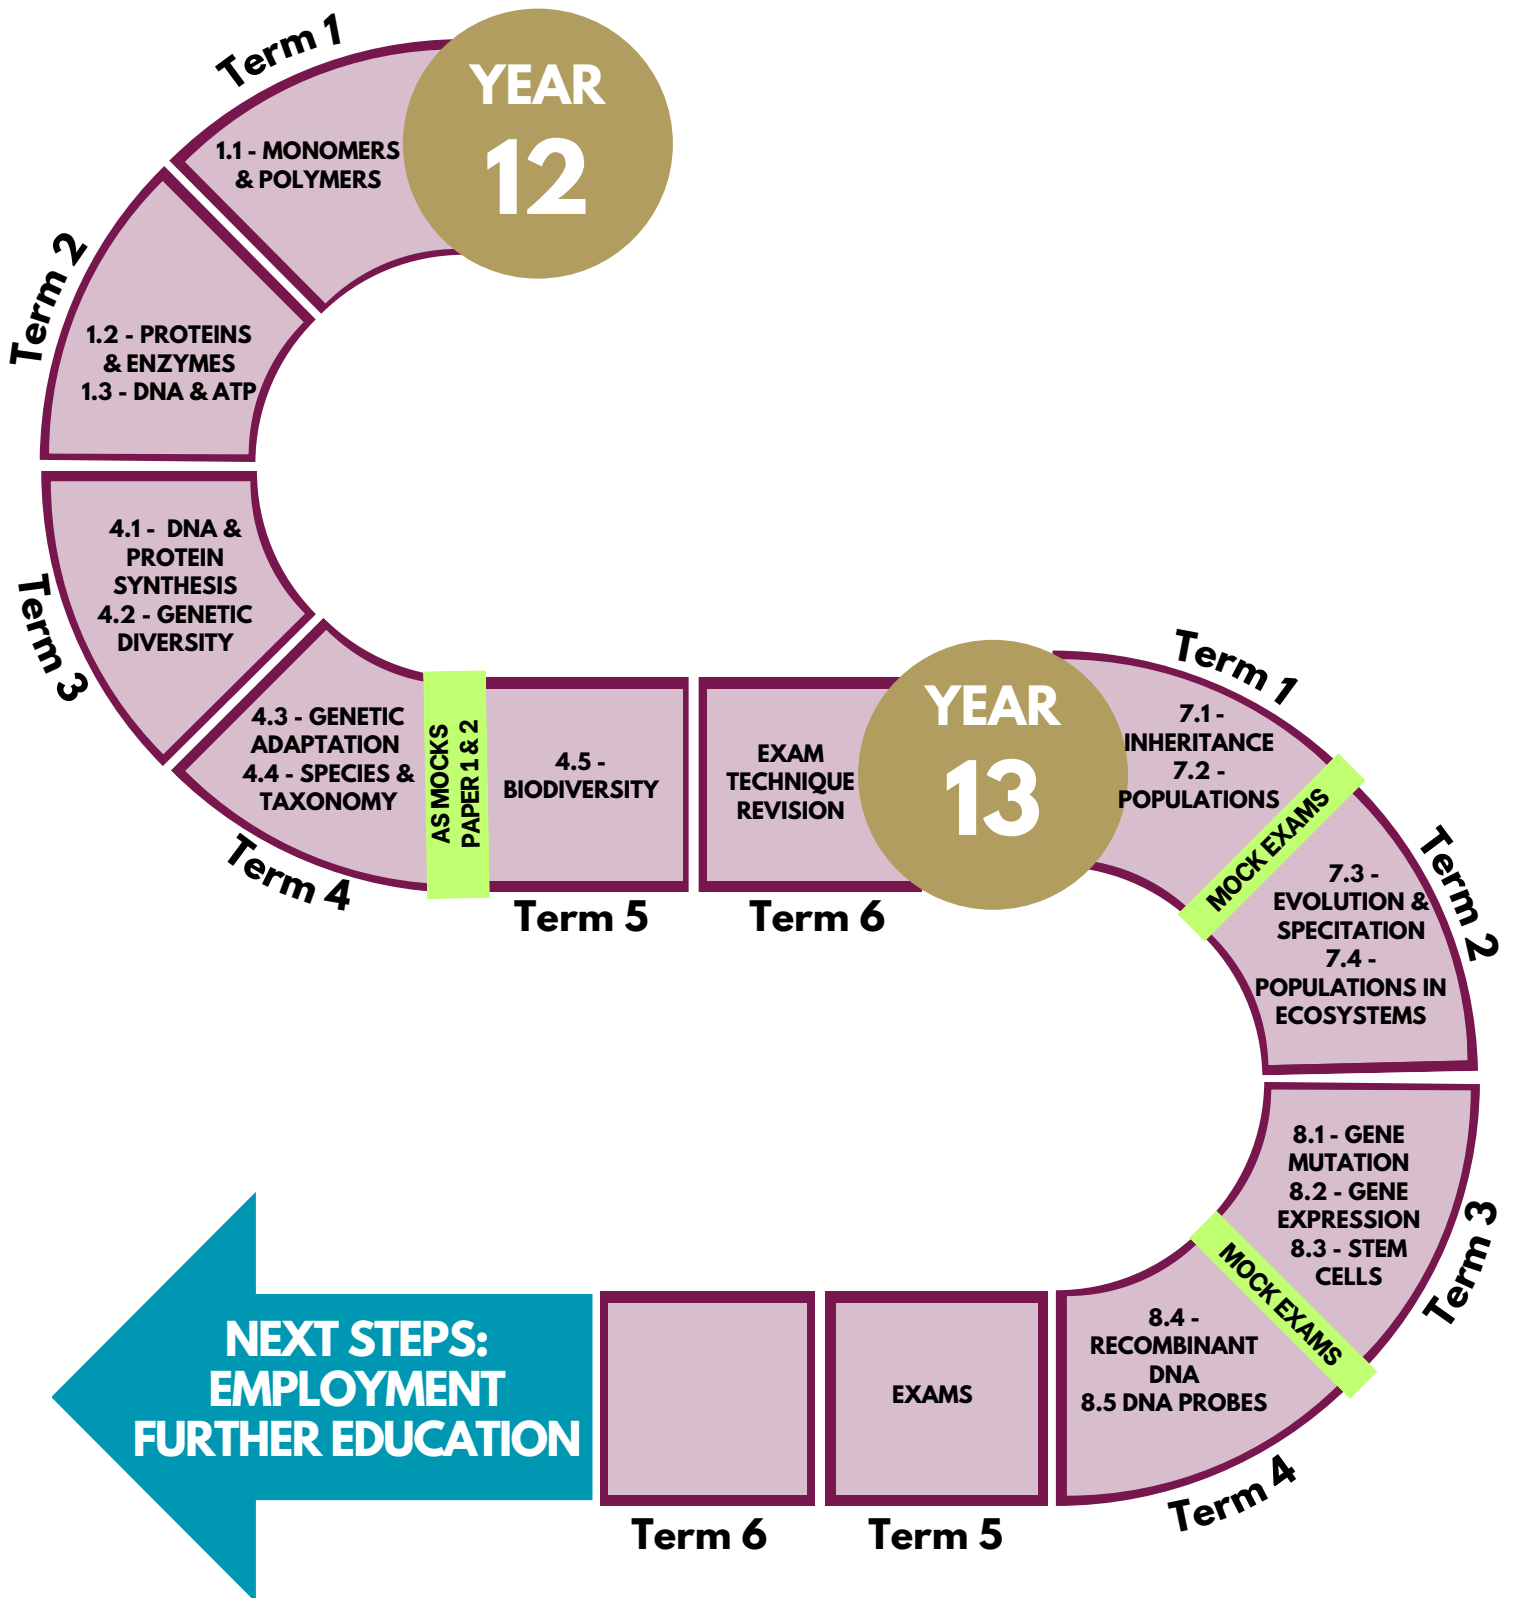 YEAR
12
Term 1
1.1 - MONOMERS
& POLYMERS
Term 2
1.2 - PROTEINS
& ENZYMES
1.3 - DNA & ATP
Term 3
4.1 - DNA &
PROTEIN
SYNTHESIS
4.2 - GENETIC
DIVERSITY
Term 4
4.3 - GENETIC
ADAPTATION
4.4 - SPECIES &
TAXONOMY
AS MOCKS
PAPER 1 & 2
4.5 -
BIODIVERSITY
Term 5
EXAM
TECHNIQUE
REVISION
Term 6
YEAR
13
Term 1
7.1 -
INHERITANCE
7.2 -
POPULATIONS
MOCK EXAMS
Term 2
7.3 -
EVOLUTION &
SPECITATION
7.4 -
POPULATIONS IN
ECOSYSTEMS
8.1 - GENE
MUTATION
8.2 - GENE
EXPRESSION
8.3 - STEM
CELLS
Term 3
MOCK EXAMS
8.4 -
RECOMBINANT
DNA
8.5 DNA PROBES
Term 4
EXAMS
Term 5
Term 6
NEXT STEPS:
EMPLOYMENT
FURTHER EDUCATION